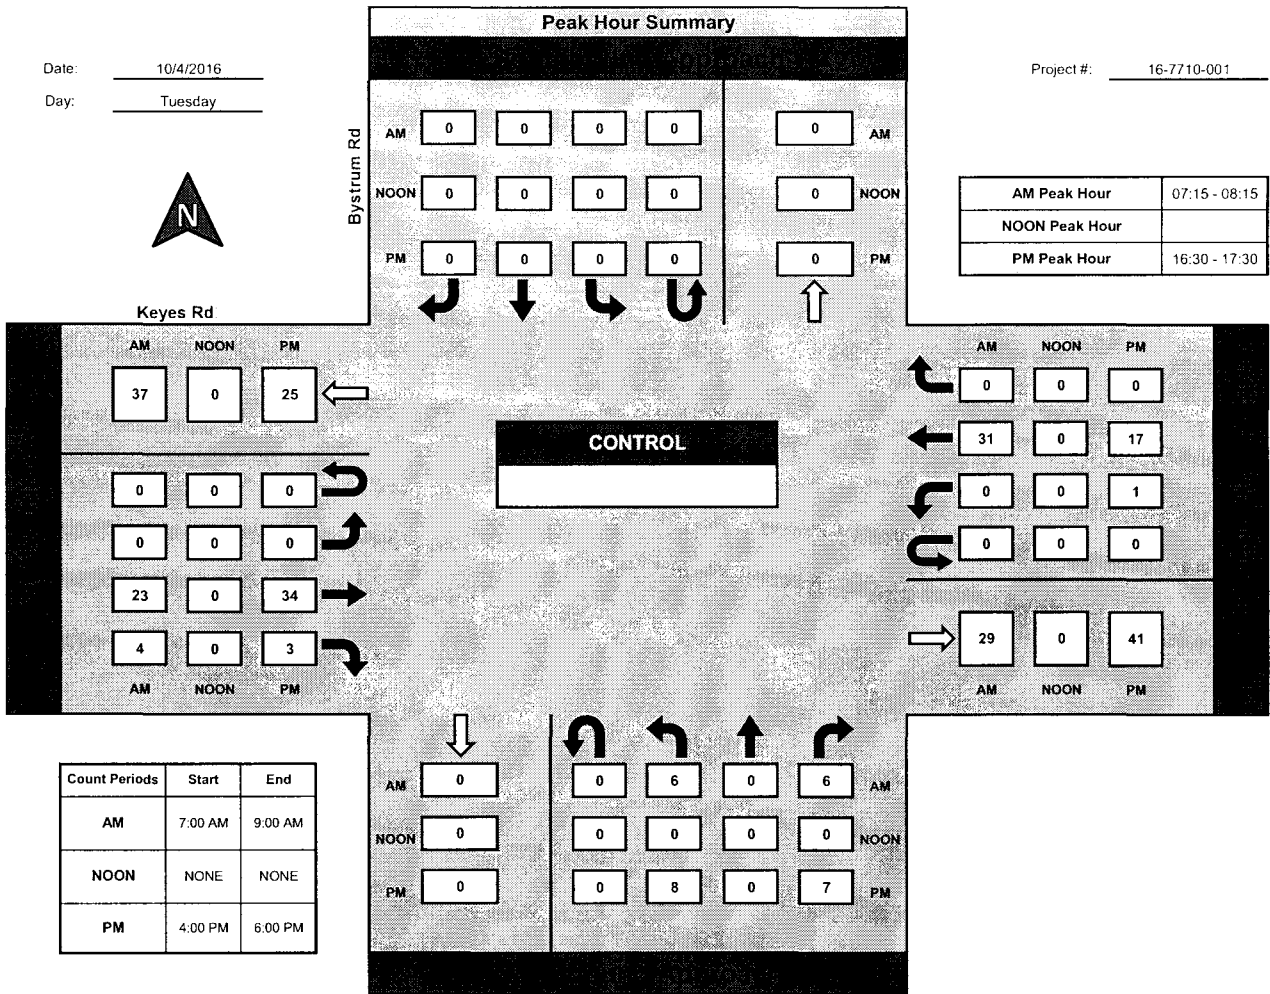 Peak Hour Summary
Date: 10/4/2016
Day: Tuesday
Project #: 16-7710-001
N
Bystrum Rd
AM 0 0 0 0 0 AM
NOON 0 0 0 0 0 NOON
PM 0 0 0 0 0 PM
AM Peak Hour 07:15 - 08:15
NOON Peak Hour
PM Peak Hour 16:30 - 17:30
Keyes Rd
AM NOON PM
37 0 25
0 0 0
0 0 0
23 0 34
4 0 3
AM NOON PM
CONTROL
AM NOON PM
0 0 0
31 0 17
0 0 1
0 0 0
29 0 41
AM NOON PM
AM 0 0 6 0 6 AM
NOON 0 0 0 0 0 NOON
PM 0 0 8 0 7 PM
Count Periods Start End
AM 7:00 AM 9:00 AM
NOON NONE NONE
PM 4:00 PM 6:00 PM